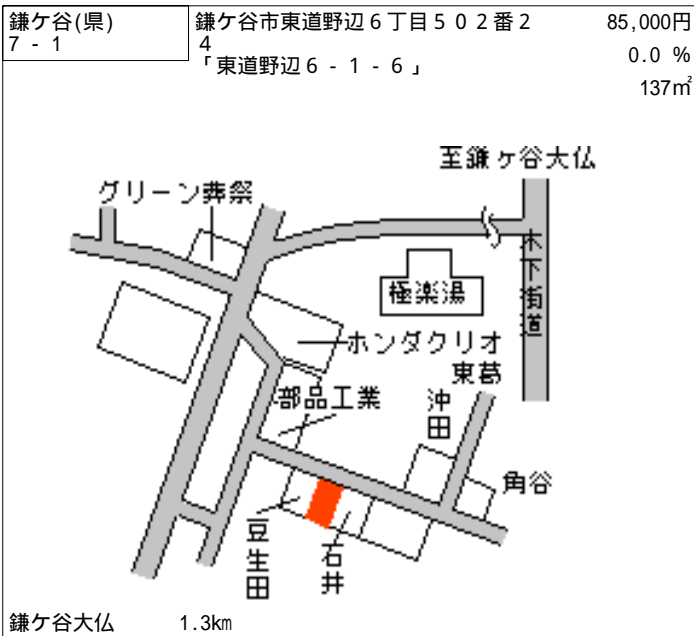 鎌ケ谷(県)
7 - 1
鎌ケ谷市東道野辺６丁目５０２番２
４
「東道野辺６‐１‐６」
85,000円
0.0 %
137㎡
至鎌ヶ谷大仏
グリーン葬祭
木下街道
極楽湯
ホンダクリオ
東葛
部品工業
沖田
角谷
豆生田
石井
鎌ケ谷大仏 1.3km